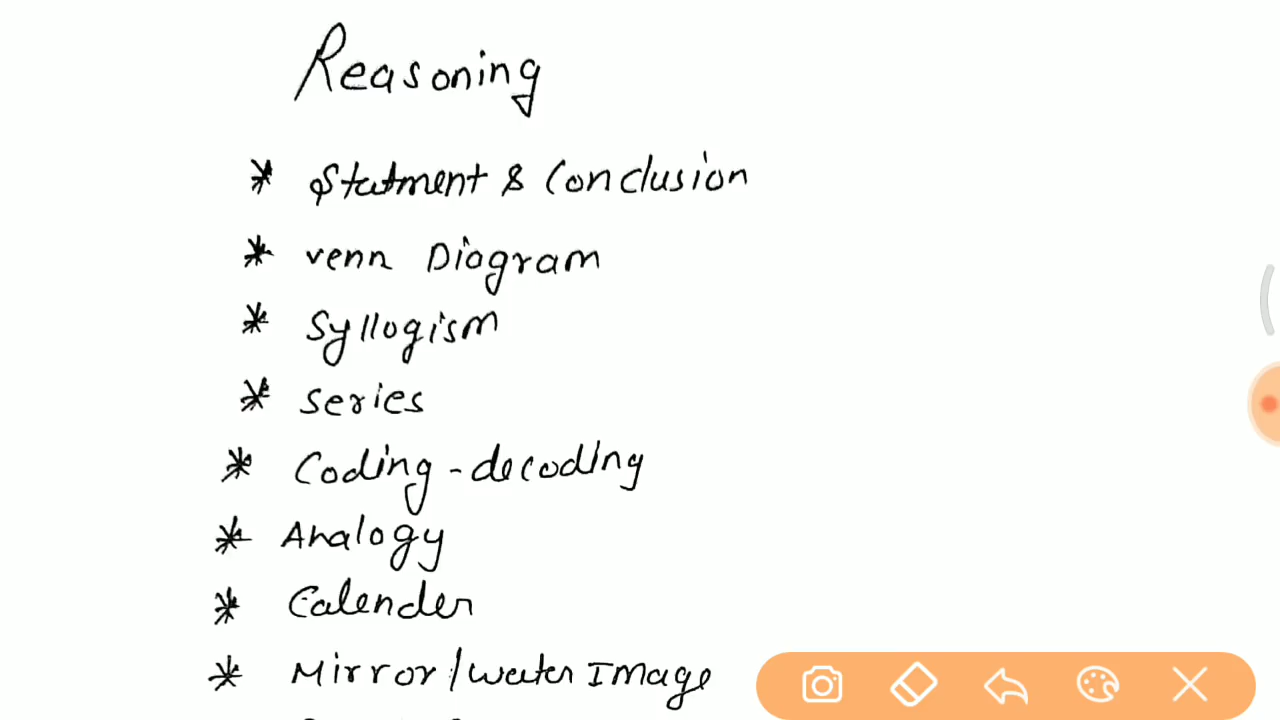 Reasoning
* Statment & Conclusion
* venn Diogram
* Syllogism
* Series
* Coding-decoding
* Analogy
* Calender
* Mirror/water Image